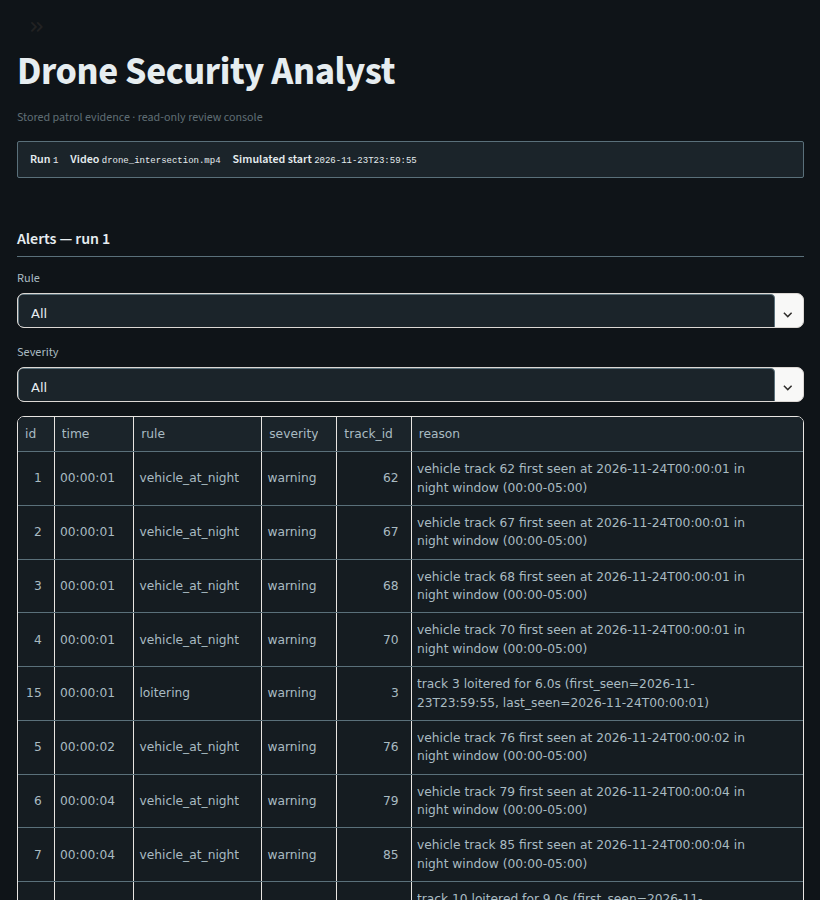 Drone Security Analyst
Stored patrol evidence · read-only review console
Run 1 Video drone_intersection.mp4 Simulated start 2026-11-23T23:59:55
Alerts — run 1
Rule
All
Severity
All
id time rule severity track_id reason
1 00:00:01 vehicle_at_night warning 62 vehicle track 62 first seen at 2026-11-24T00:00:01 in
night window (00:00-05:00)
2 00:00:01 vehicle_at_night warning 67 vehicle track 67 first seen at 2026-11-24T00:00:01 in
night window (00:00-05:00)
3 00:00:01 vehicle_at_night warning 68 vehicle track 68 first seen at 2026-11-24T00:00:01 in
night window (00:00-05:00)
4 00:00:01 vehicle_at_night warning 70 vehicle track 70 first seen at 2026-11-24T00:00:01 in
night window (00:00-05:00)
15 00:00:01 loitering warning 3 track 3 loitered for 6.0s (first_seen=2026-11-
23T23:59:55, last_seen=2026-11-24T00:00:01)
5 00:00:02 vehicle_at_night warning 76 vehicle track 76 first seen at 2026-11-24T00:00:02 in
night window (00:00-05:00)
6 00:00:04 vehicle_at_night warning 79 vehicle track 79 first seen at 2026-11-24T00:00:04 in
night window (00:00-05:00)
7 00:00:04 vehicle_at_night warning 85 vehicle track 85 first seen at 2026-11-24T00:00:04 in
night window (00:00-05:00)
track 10 loitered for 9.0s (first_seen=2026-11-